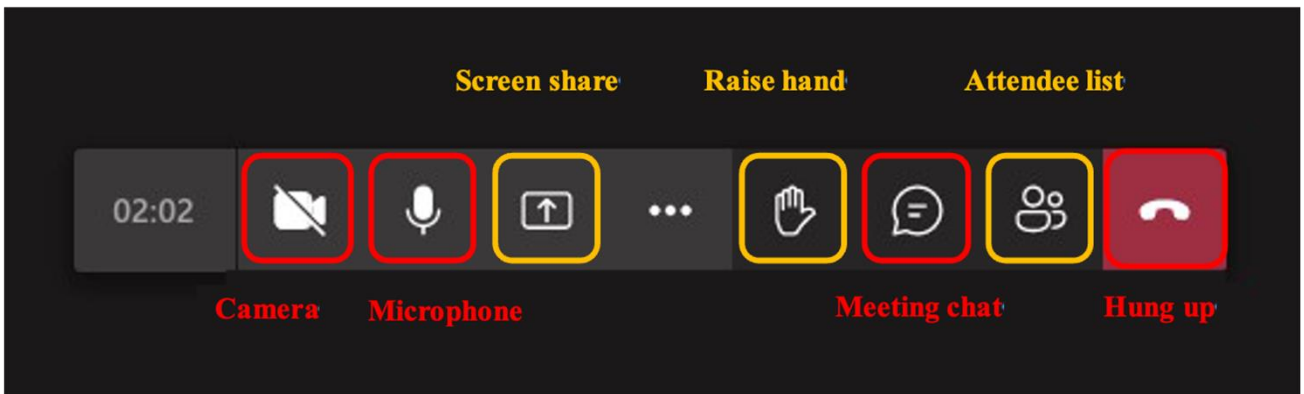 Screen share Raise hand Attendee list
02:02
Camera Microphone Meeting chat Hung up